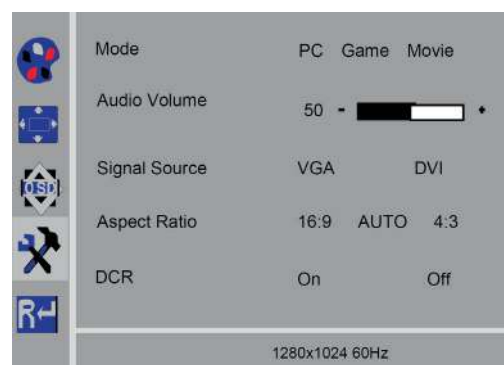 Mode PC Game Movie
Audio Volume 50 - +
Signal Source VGA DVI
OSD
Aspect Ratio 16:9 AUTO 4:3
DCR On Off
R
1280x1024 60Hz